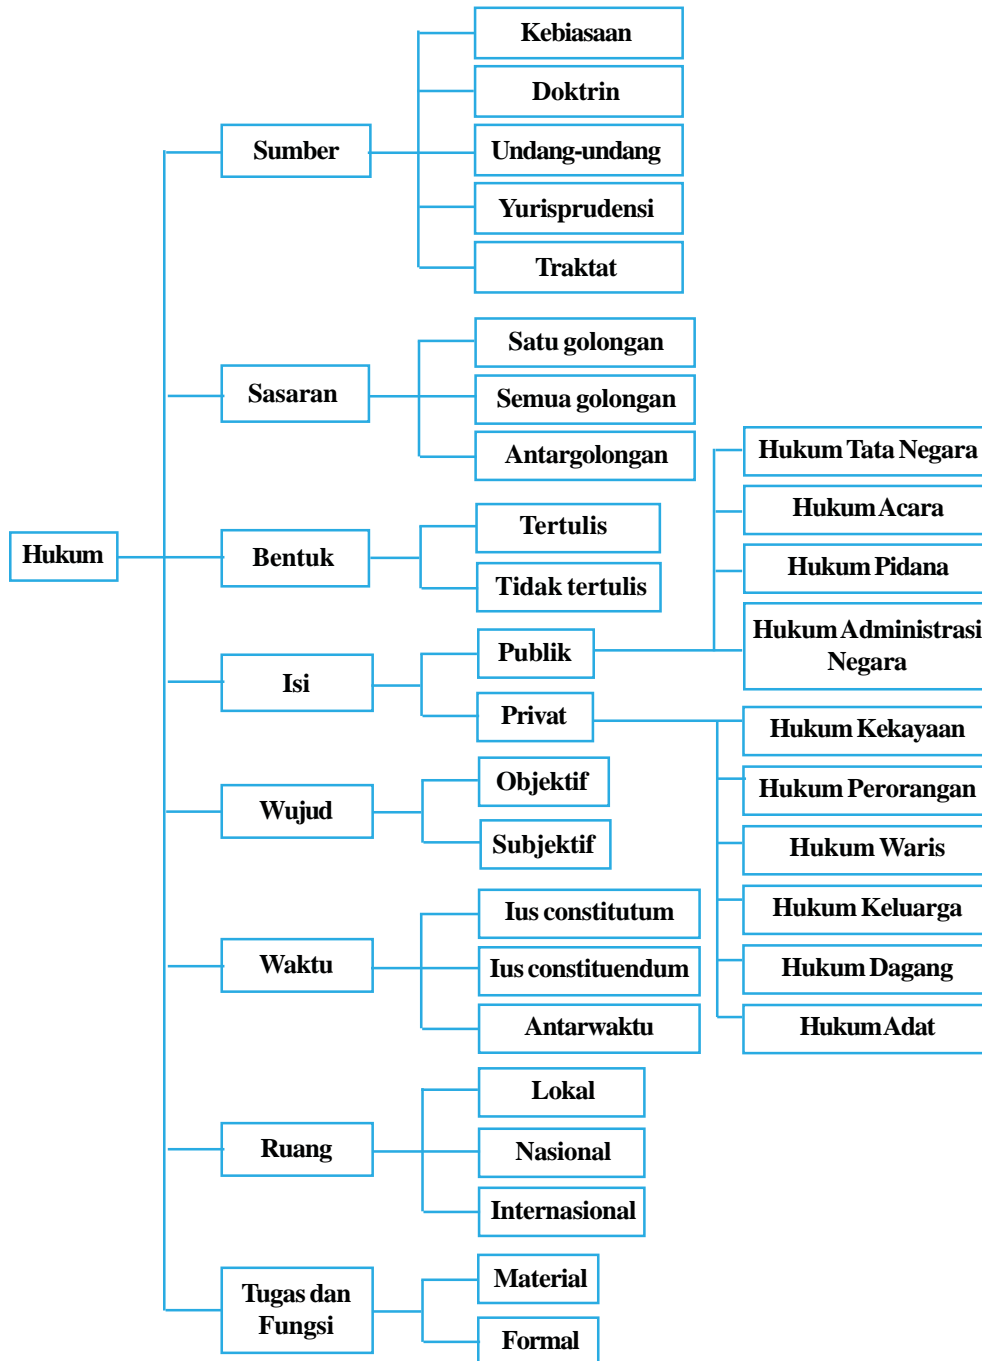 Hukum
Sumber
Kebiasaan
Doktrin
Undang-undang
Yurisprudensi
Traktat
Sasaran
Satu golongan
Semua golongan
Antargolongan
Bentuk
Tertulis
Tidak tertulis
Isi
Publik
Hukum Tata Negara
Hukum Acara
Hukum Pidana
Hukum Administrasi
Negara
Privat
Hukum Kekayaan
Hukum Perorangan
Hukum Waris
Hukum Keluarga
Hukum Dagang
Hukum Adat
Wujud
Objektif
Subjektif
Waktu
Ius constitutum
Ius constituendum
Antarwaktu
Ruang
Lokal
Nasional
Internasional
Tugas dan
Fungsi
Material
Formal